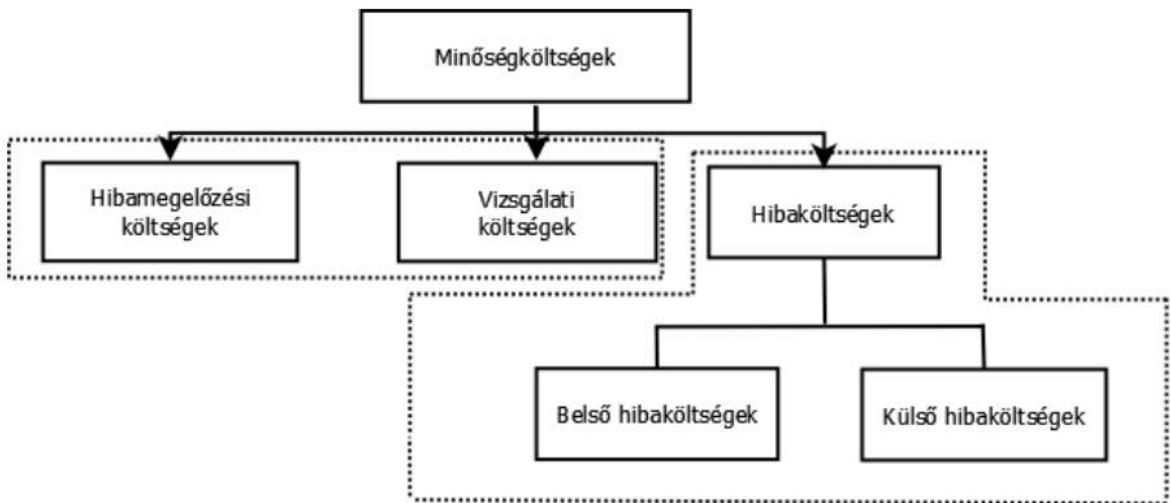 Minőségköltségek
Hibamegelőzési
költségek
Vizsgálati
költségek
Hibaköltségek
Belső hibaköltségek
Külső hibaköltségek